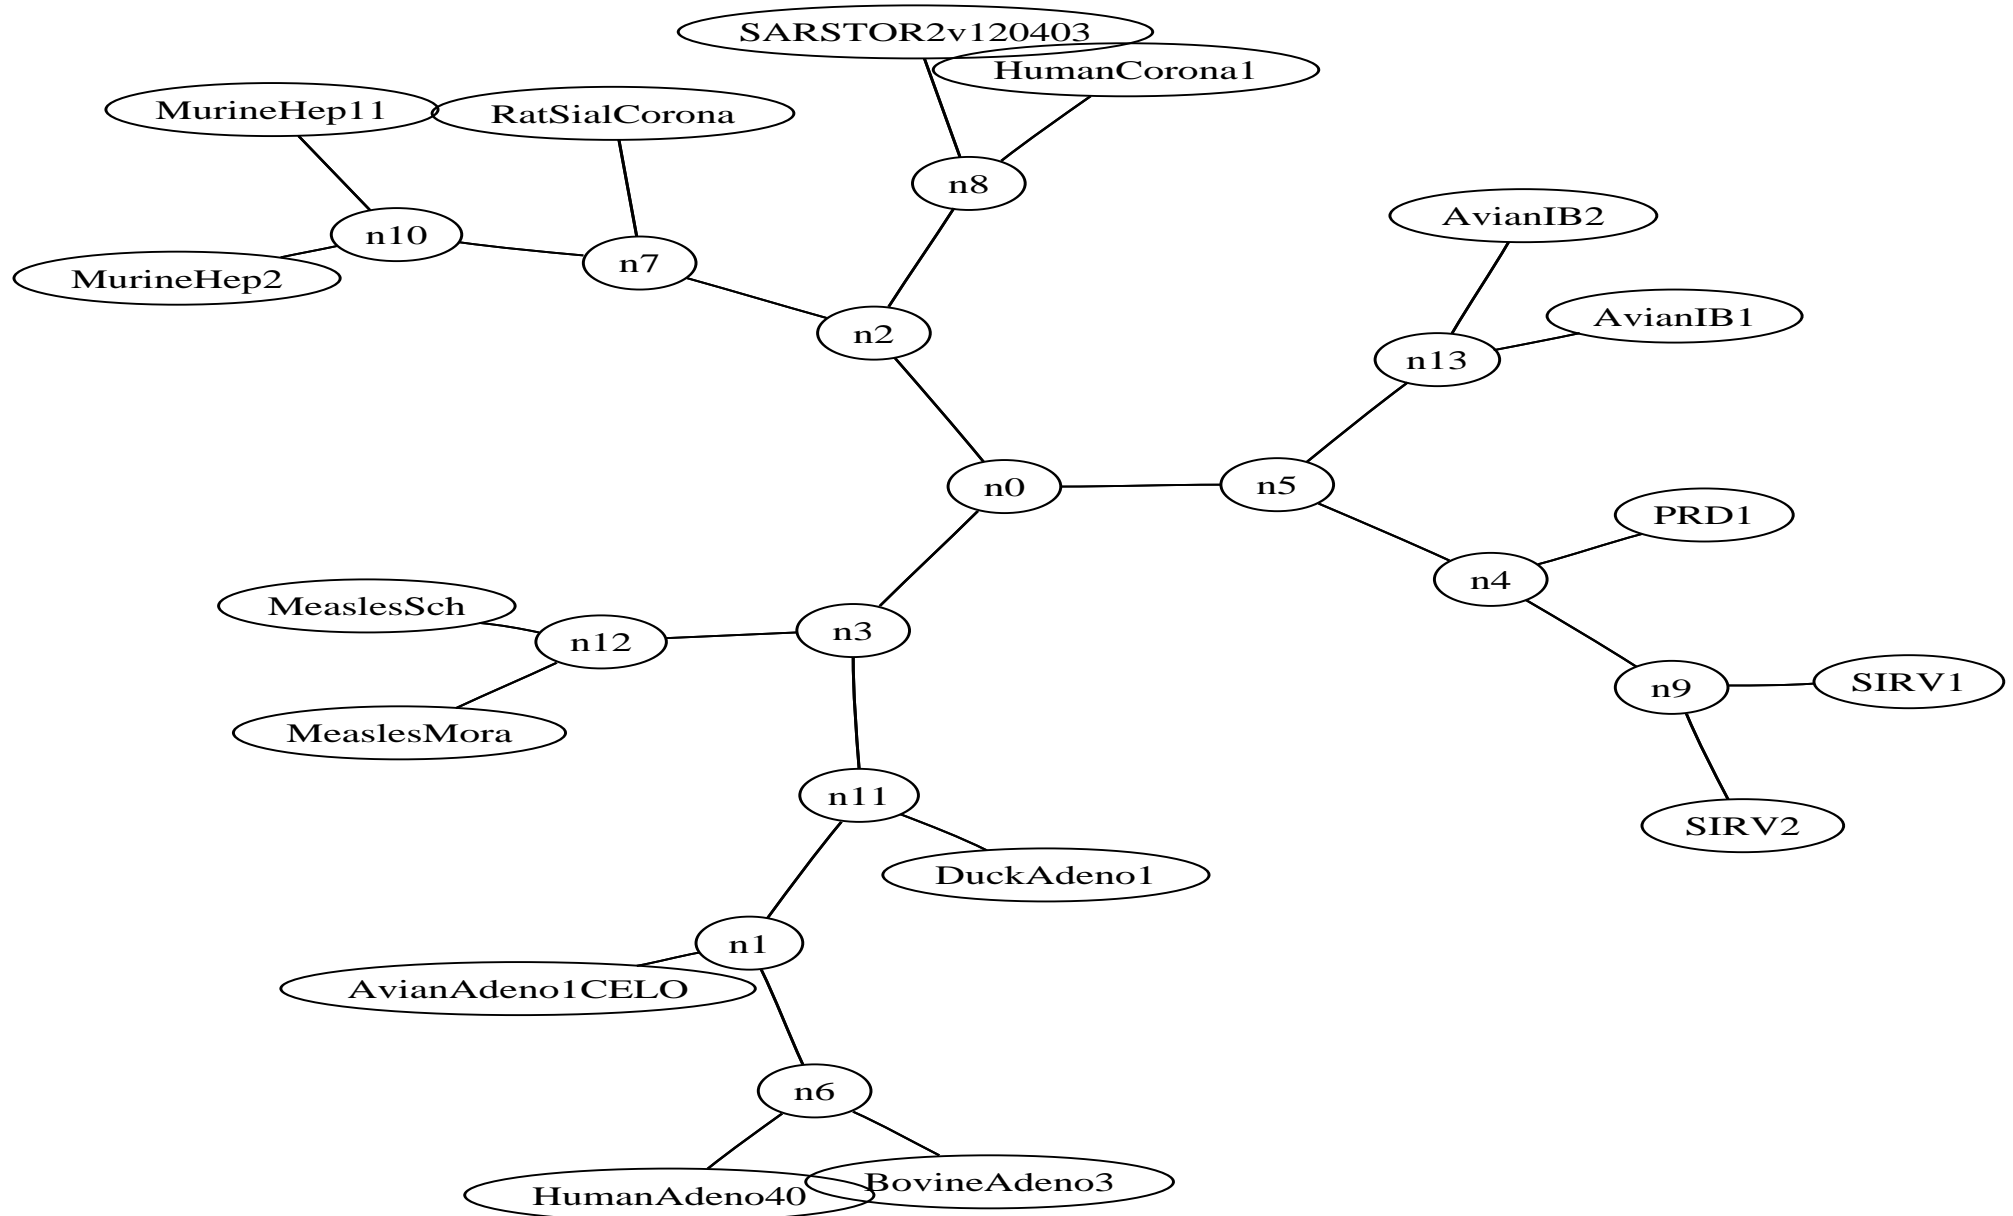 SARSTOR2v120403
HumanCorona1
MurineHep11
RatSialCorona
n8
AvianIB2
n10
n7
MurineHep2
AvianIB1
n2
n13
n0
n5
PRD1
n4
MeaslesSch
n3
n12
n9
SIRV1
MeaslesMora
n11
SIRV2
DuckAdeno1
n1
AvianAdeno1CELO
n6
HumanAdeno40
BovineAdeno3